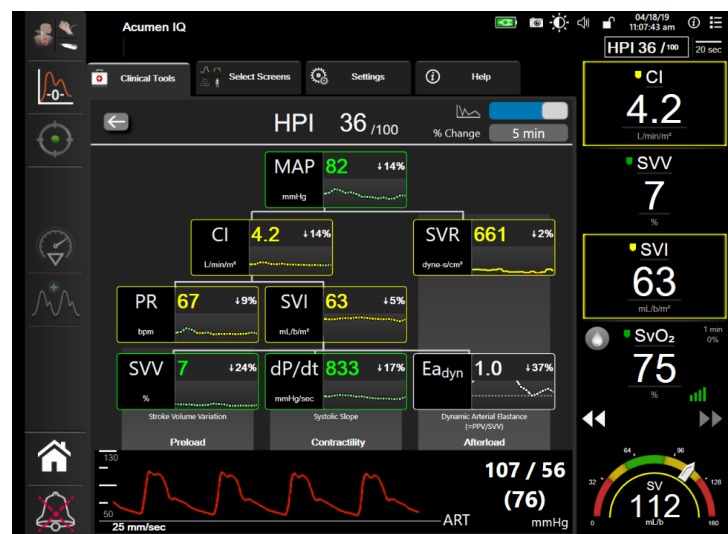 Acumen IQ
04/18/19
11:07:43 am
HPI 36 /100
20 sec
Clinical Tools
Select Screens
Settings
Help
-0-
HPI 36 /100
% Change
5 min
MAP 82 ↓14%
mmHg
CI 4.2 ↓14%
L/min/m²
SVR 661 ↓2%
dyne-s/cm⁵
PR 67 ↓9%
bpm
SVI 63 ↓5%
mL/b/m²
SVV 7 ↓24%
%
dP/dt 833 ↓17%
mmHg/sec
Eadyn 1.0 ↓37%
Stroke Volume Variation
Systolic Slope
Dynamic Arterial Elastance
(=PPV/SVV)
Preload
Contractility
Afterload
130
50
25 mm/sec
107 / 56
(76)
ART
mmHg
CI
4.2
L/min/m²
SVV
7
%
SVI
63
mL/b/m²
SvO₂
1 min
0%
75
%
0
32
64
96
128
160
SV
112
mL/b